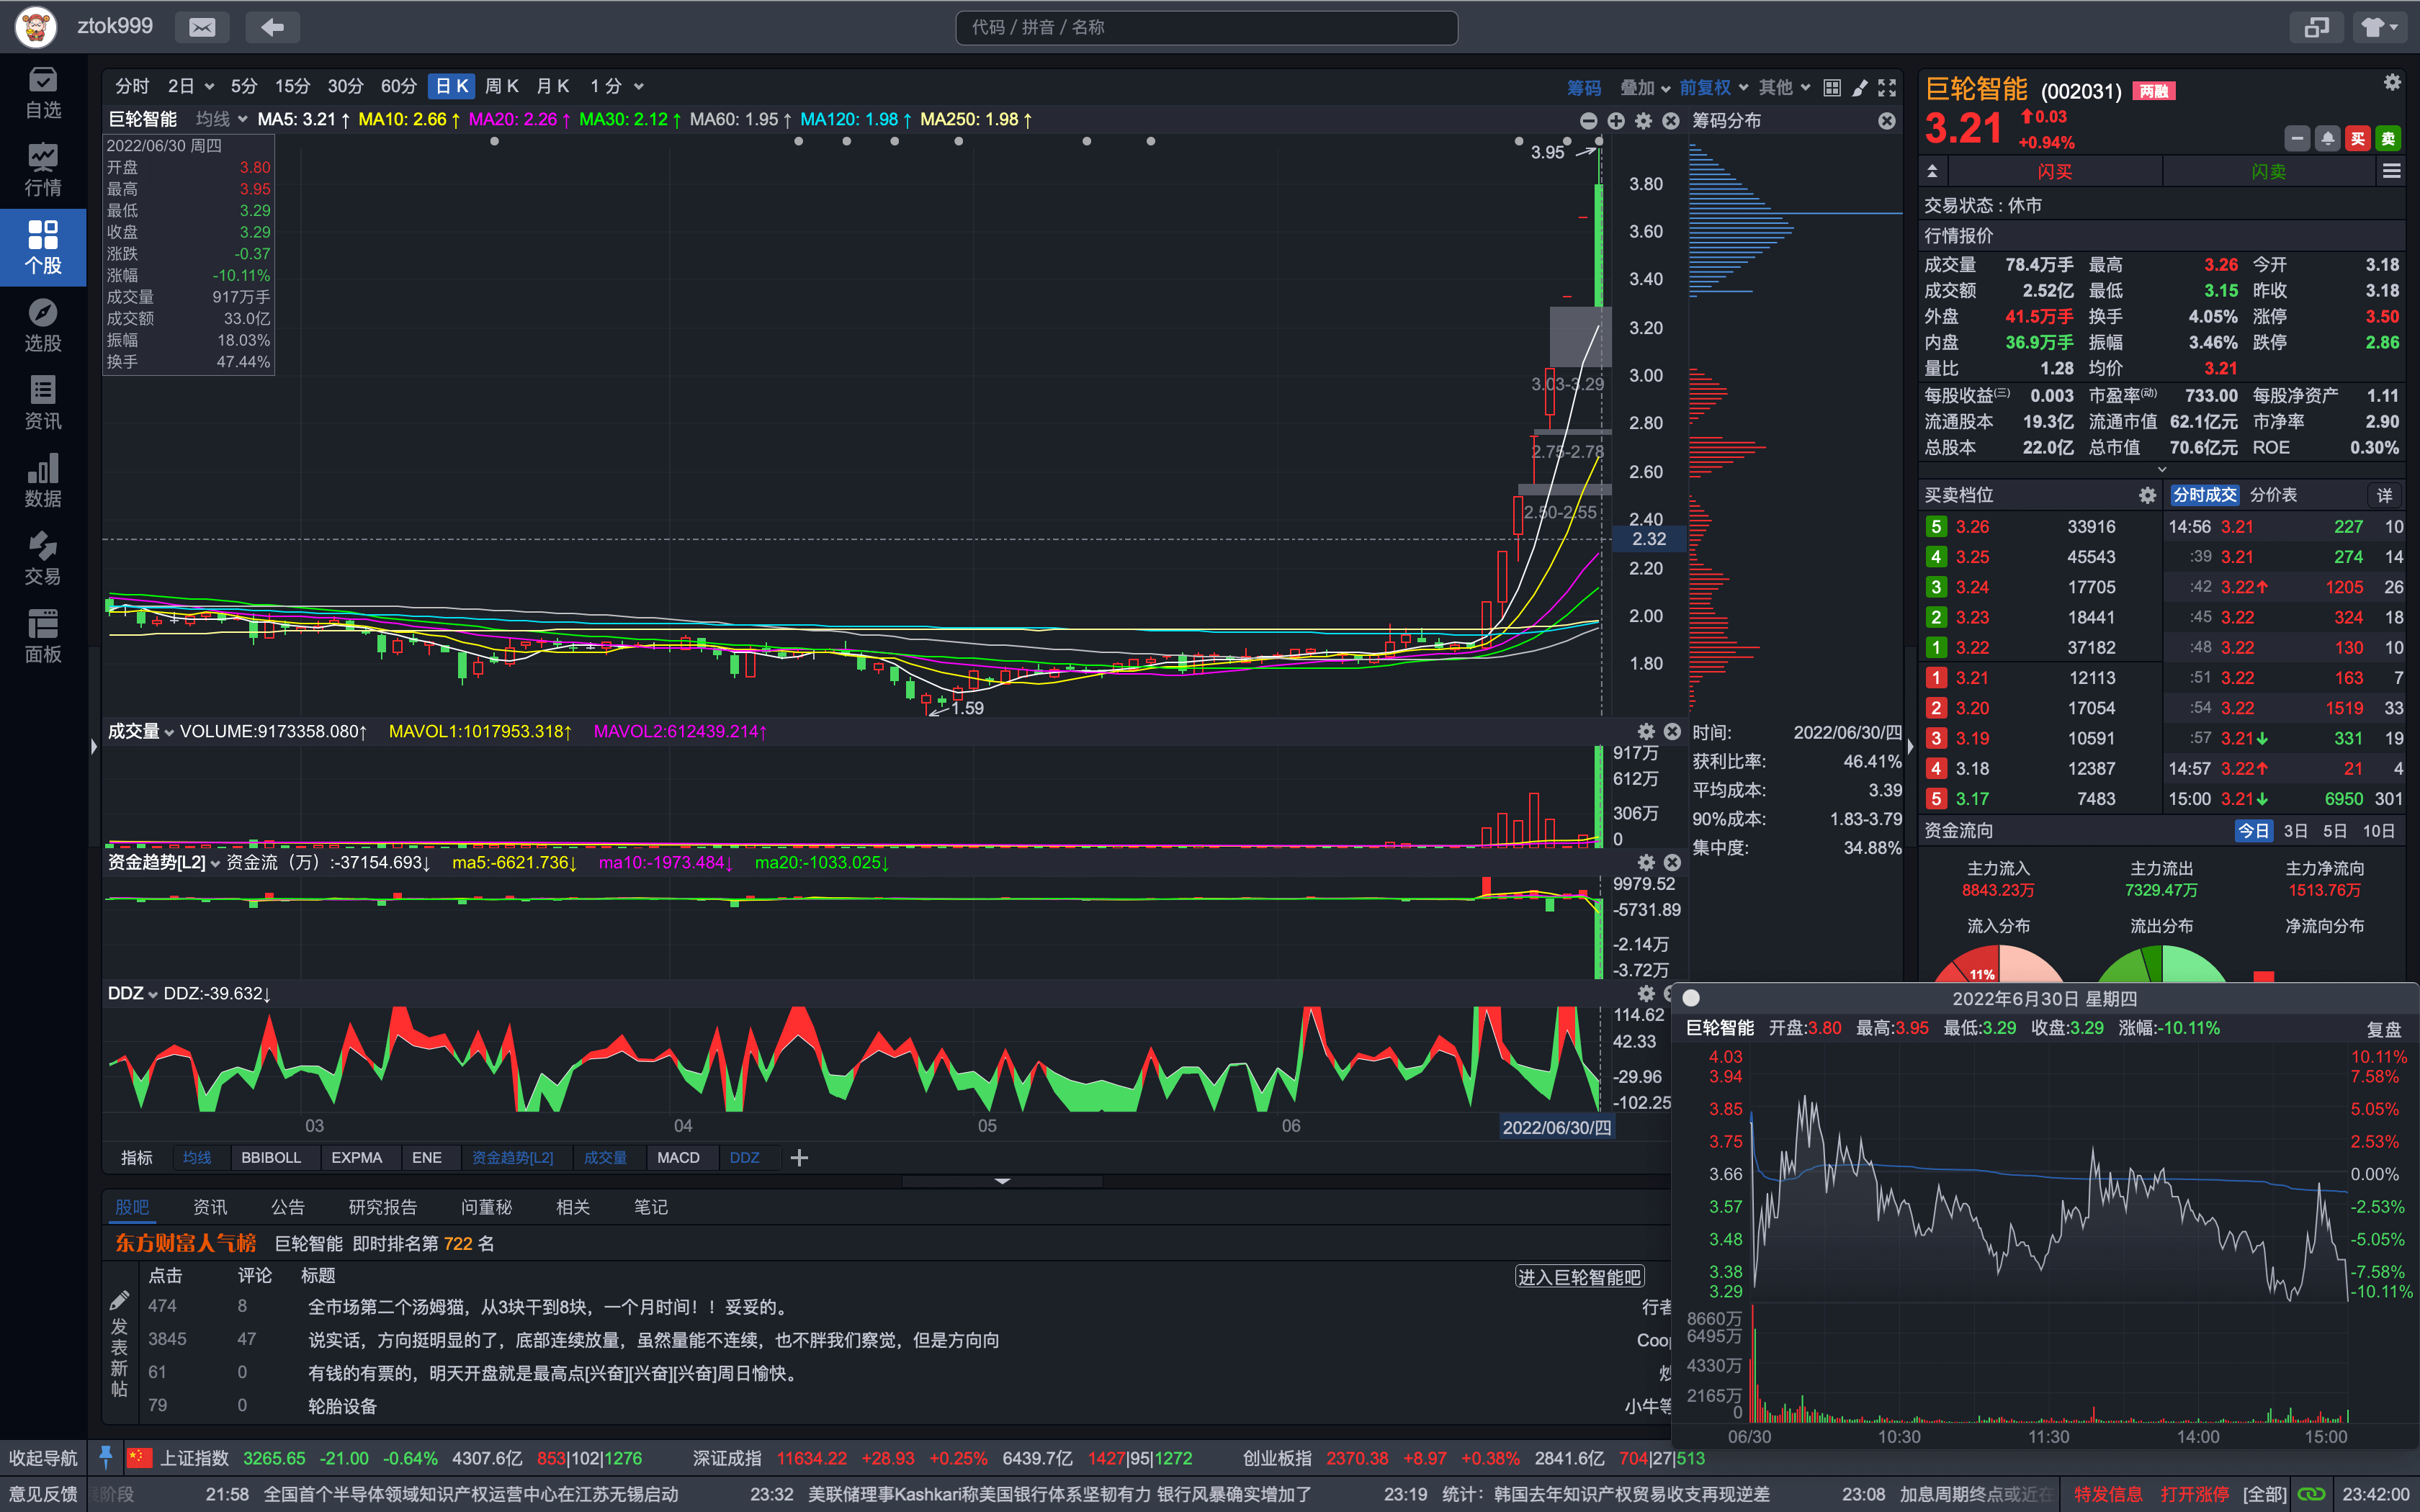 ztok999
代码 / 拼音 / 名称
自选
行情
个股
选股
资讯
数据
交易
面板
分时 2日 5分 15分 30分 60分 日K 周K 月K 1分
筹码 叠加 前复权 其他
巨轮智能 均线 MA5: 3.21↑ MA10: 2.66↑ MA20: 2.26↑ MA30: 2.12↑ MA60: 1.95↑ MA120: 1.98↑ MA250: 1.98↑
筹码分布
2022/06/30 周四
开盘 3.80
最高 3.95
最低 3.29
收盘 3.29
涨跌 -0.37
涨幅 -10.11%
成交量 917万手
成交额 33.0亿
振幅 18.03%
换手 47.44%
3.95
3.80
3.60
3.40
3.20
3.00
2.80
2.60
2.40
2.32
2.20
2.00
1.80
3.03-3.29
2.75-2.78
2.50-2.55
1.59
成交量 VOLUME:9173358.080↑ MAVOL1:1017953.318↑ MAVOL2:612439.214↑
917万
612万
306万
0
资金趋势[L2] 资金流（万）:-37154.693↓ ma5:-6621.736↓ ma10:-1973.484↓ ma20:-1033.025↓
9979.52
-5731.89
-2.14万
-3.72万
DDZ DDZ:-39.632↓
114.62
42.33
-29.96
-102.25
03 04 05 06 2022/06/30/四
时间: 2022/06/30/四
获利比率: 46.41%
平均成本: 3.39
90%成本: 1.83-3.79
集中度: 34.88%
指标 均线 BBIBOLL EXPMA ENE 资金趋势[L2] 成交量 MACD DDZ
股吧 资讯 公告 研究报告 问董秘 相关 笔记
东方财富人气榜 巨轮智能 即时排名第 722 名
点击 评论 标题
进入巨轮智能吧
发表新帖
474 8 全市场第二个汤姆猫，从3块干到8块，一个月时间！！妥妥的。 行者
3845 47 说实话，方向挺明显的了，底部连续放量，虽然量能不连续，也不胖我们察觉，但是方向向
61 0 有钱的有票的，明天开盘就是最高点[兴奋][兴奋][兴奋]周日愉快。
79 0 轮胎设备 小牛等
巨轮智能 (002031) 两融
3.21 0.03
+0.94%
买 卖
闪买 闪卖
交易状态 : 休市
行情报价
成交量 78.4万手 最高 3.26 今开 3.18
成交额 2.52亿 最低 3.15 昨收 3.18
外盘 41.5万手 换手 4.05% 涨停 3.50
内盘 36.9万手 振幅 3.46% 跌停 2.86
量比 1.28 均价 3.21
每股收益(三) 0.003 市盈率(动) 733.00 每股净资产 1.11
流通股本 19.3亿 流通市值 62.1亿元 市净率 2.90
总股本 22.0亿 总市值 70.6亿元 ROE 0.30%
买卖档位
分时成交 分价表 详
5 3.26 33916
4 3.25 45543
3 3.24 17705
2 3.23 18441
1 3.22 37182
1 3.21 12113
2 3.20 17054
3 3.19 10591
4 3.18 12387
5 3.17 7483
14:56 3.21 227 10
:39 3.21 274 14
:42 3.22↑ 1205 26
:45 3.22 324 18
:48 3.22 130 10
:51 3.22 163 7
:54 3.22 1519 33
:57 3.21↓ 331 19
14:57 3.22↑ 21 4
15:00 3.21↓ 6950 301
资金流向 今日 3日 5日 10日
主力流入 主力流出 主力净流向
8843.23万 7329.47万 1513.76万
流入分布 流出分布 净流向分布
11%
2022年6月30日 星期四
巨轮智能 开盘:3.80 最高:3.95 最低:3.29 收盘:3.29 涨幅:-10.11%
复盘
4.03 10.11%
3.94 7.58%
3.85 5.05%
3.75 2.53%
3.66 0.00%
3.57 -2.53%
3.48 -5.05%
3.38 -7.58%
3.29 -10.11%
8660万
6495万
4330万
2165万
0
06/30 10:30 11:30 14:00 15:00
收起导航 上证指数 3265.65 -21.00 -0.64% 4307.6亿 853|102|1276 深证成指 11634.22 +28.93 +0.25% 6439.7亿 1427|95|1272 创业板指 2370.38 +8.97 +0.38% 2841.6亿 704|27|513
意见反馈 阶段 21:58 全国首个半导体领域知识产权运营中心在江苏无锡启动 23:32 美联储理事Kashkari称美国银行体系坚韧有力 银行风暴确实增加了 23:19 统计：韩国去年知识产权贸易收支再现逆差 23:08 加息周期终点或近在 特发信息 打开涨停 [全部] 23:42:00